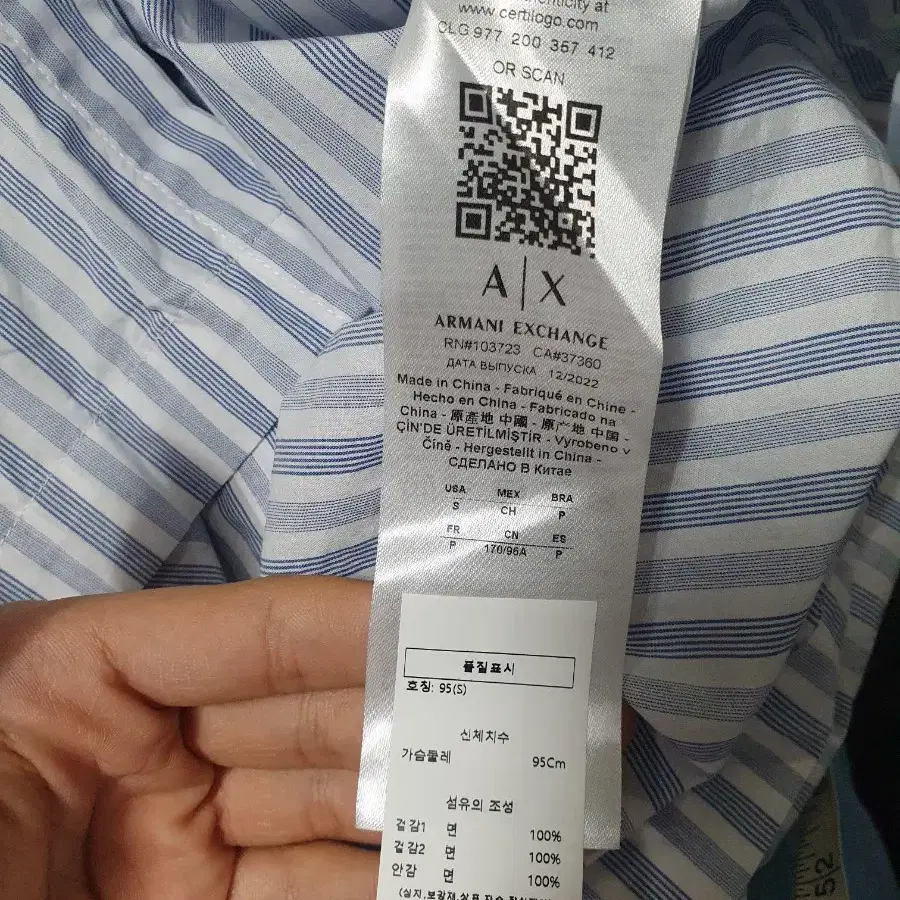 www.certilogo.com
CLG 977 200 357 412
OR SCAN
A|X
ARMANI EXCHANGE
RN#103723 CA#37360
ДАТА ВЫПУСКА 12/2022
Made in China - Fabriqué en Chine -
Hecho en China - Fabricado na
China - 原產地 中國 - 原产地 中国 -
ÇİN'DE ÜRETİLMİŞTİR - Vyrobeno v
Číně - Hergestellt in China -
СДЕЛАНО В Китае
USA MEX BRA
S CH P
FR CN ES
P 170/96A P
품질표시
호칭: 95(S)
신체치수
가슴둘레 95Cm
섬유의 조성
겉감1 면 100%
겉감2 면 100%
안감 면 100%
52